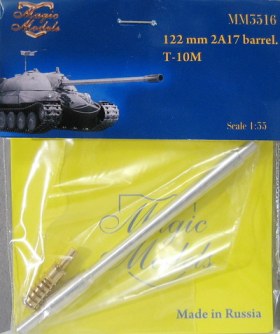 Magic
Models
MM3516
122 mm 2A17 barrel.
T-10M
Scale 1:35
Magic
Models
Made in Russia